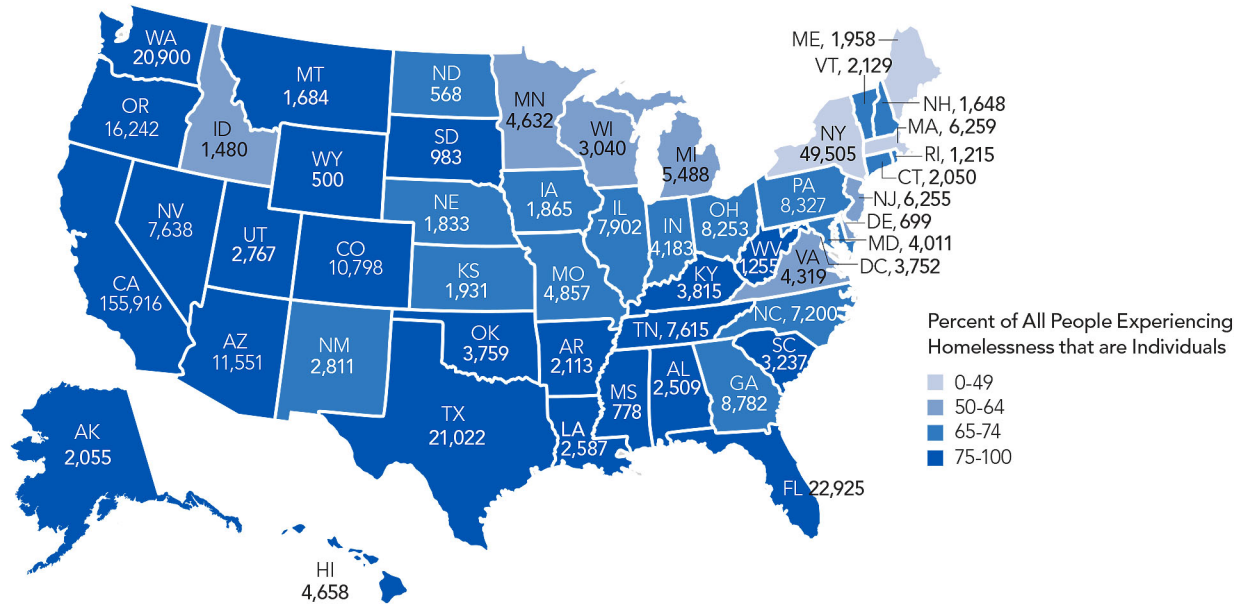 WA
20,900
OR
16,242
ID
1,480
MT
1,684
WY
500
ND
568
SD
983
NE
1,833
KS
1,931
MN
4,632
IA
1,865
MO
4,857
WI
3,040
MI
5,488
IL
7,902
IN
4,183
OH
8,253
NV
7,638
UT
2,767
CO
10,798
CA
155,916
AZ
11,551
NM
2,811
OK
3,759
AR
2,113
TX
21,022
LA
2,587
MS
778
AL
2,509
GA
8,782
FL 22,925
SC
3,237
NC, 7,200
TN, 7,615
KY
3,815
WV
1,255
VA
4,319
PA
8,327
NY
49,505
ME, 1,958
VT, 2,129
NH, 1,648
MA, 6,259
RI, 1,215
CT, 2,050
NJ, 6,255
DE, 699
MD, 4,011
DC, 3,752
AK
2,055
HI
4,658
Percent of All People Experiencing
Homelessness that are Individuals
0-49
50-64
65-74
75-100